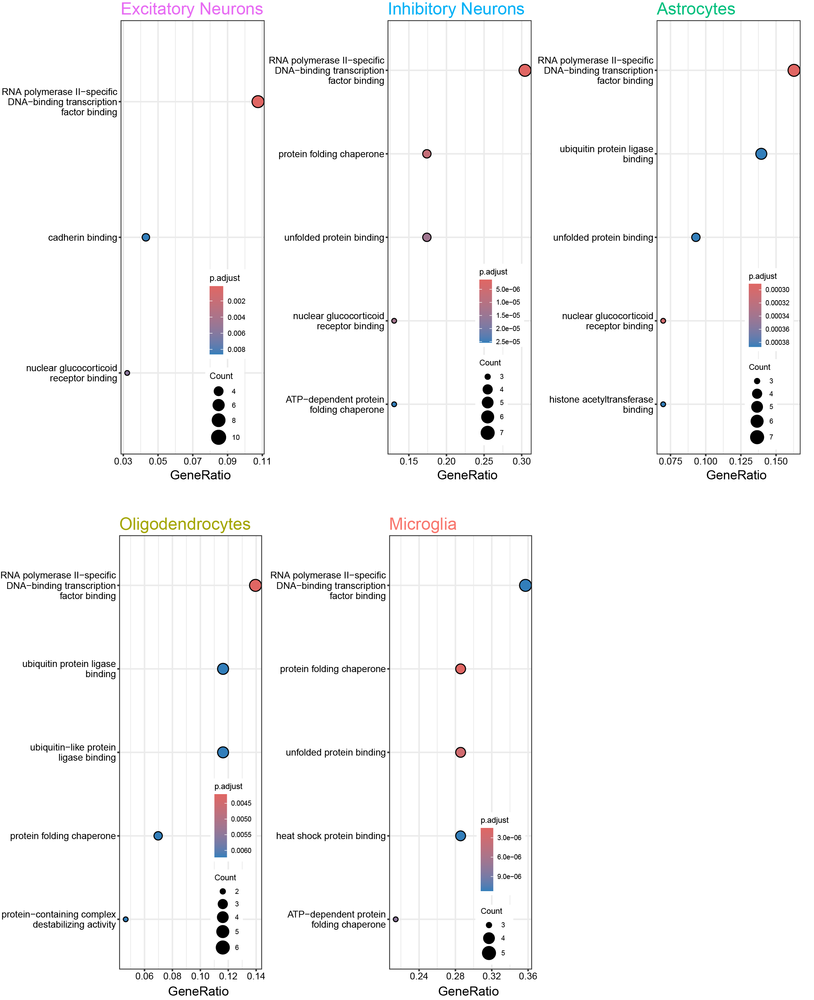 Excitatory Neurons
RNA polymerase II−specific
DNA−binding transcription
factor binding
cadherin binding
nuclear glucocorticoid
receptor binding
p.adjust
0.002
0.004
0.006
0.008
Count
4
6
8
10
0.03 0.05 0.07 0.09 0.11
GeneRatio
Inhibitory Neurons
RNA polymerase II−specific
DNA−binding transcription
factor binding
protein folding chaperone
unfolded protein binding
nuclear glucocorticoid
receptor binding
ATP−dependent protein
folding chaperone
p.adjust
5.0e−06
1.0e−05
1.5e−05
2.0e−05
2.5e−05
Count
3
4
5
6
7
0.15 0.20 0.25 0.30
GeneRatio
Astrocytes
RNA polymerase II−specific
DNA−binding transcription
factor binding
ubiquitin protein ligase
binding
unfolded protein binding
nuclear glucocorticoid
receptor binding
histone acetyltransferase
binding
p.adjust
0.00030
0.00032
0.00034
0.00036
0.00038
Count
3
4
5
6
7
0.075 0.100 0.125 0.150
GeneRatio
Oligodendrocytes
RNA polymerase II−specific
DNA−binding transcription
factor binding
ubiquitin protein ligase
binding
ubiquitin−like protein
ligase binding
protein folding chaperone
protein−containing complex
destabilizing activity
p.adjust
0.0045
0.0050
0.0055
0.0060
Count
2
3
4
5
6
0.06 0.08 0.10 0.12 0.14
GeneRatio
Microglia
RNA polymerase II−specific
DNA−binding transcription
factor binding
protein folding chaperone
unfolded protein binding
heat shock protein binding
ATP−dependent protein
folding chaperone
p.adjust
3.0e−06
6.0e−06
9.0e−06
Count
3
4
5
0.24 0.28 0.32 0.36
GeneRatio